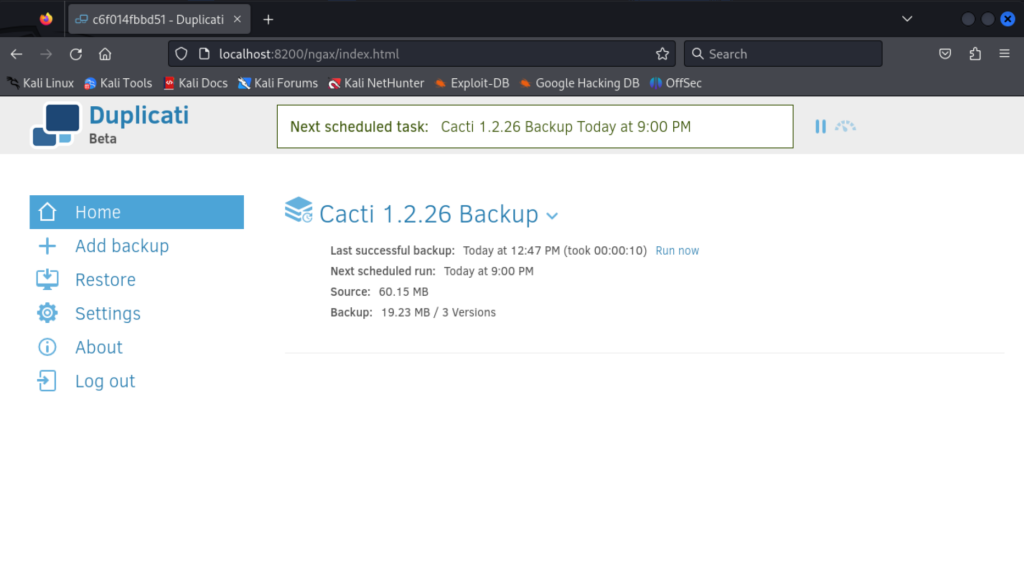 c6f014fbbd51 - Duplicati
localhost:8200/ngax/index.html
Search
Kali Linux Kali Tools Kali Docs Kali Forums Kali NetHunter Exploit-DB Google Hacking DB OffSec
Duplicati
Beta
Next scheduled task: Cacti 1.2.26 Backup Today at 9:00 PM
Home
Add backup
Restore
Settings
About
Log out
Cacti 1.2.26 Backup
Last successful backup: Today at 12:47 PM (took 00:00:10) Run now
Next scheduled run: Today at 9:00 PM
Source: 60.15 MB
Backup: 19.23 MB / 3 Versions